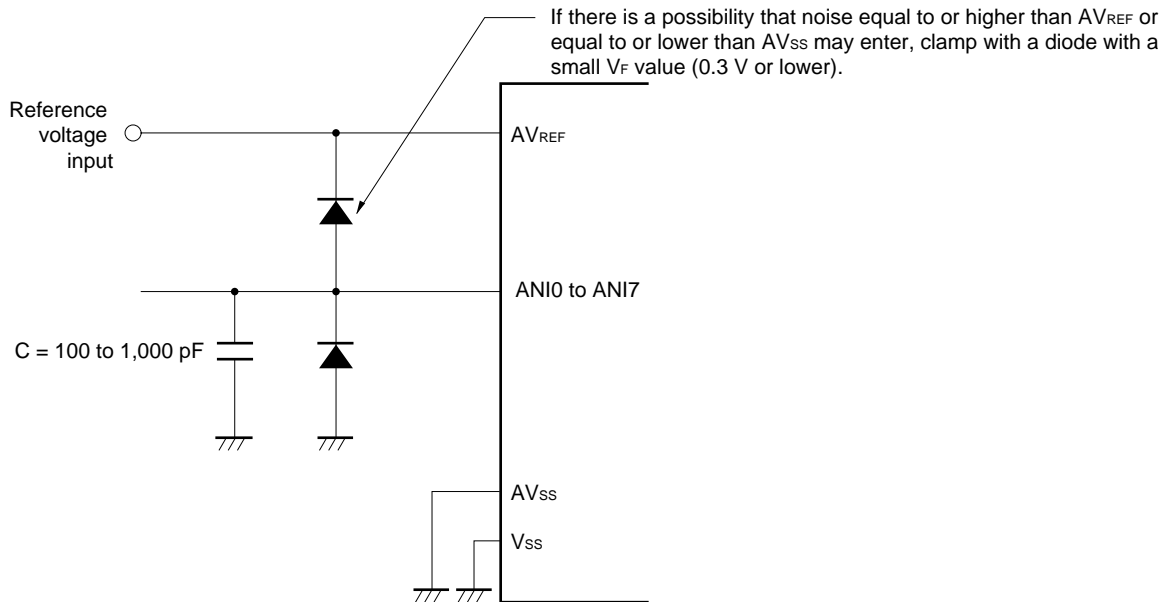 If there is a possibility that noise equal to or higher than AVREF or
equal to or lower than AVSS may enter, clamp with a diode with a
small VF value (0.3 V or lower).
Reference
voltage
input
AVREF
ANI0 to ANI7
C = 100 to 1,000 pF
AVSS
VSS